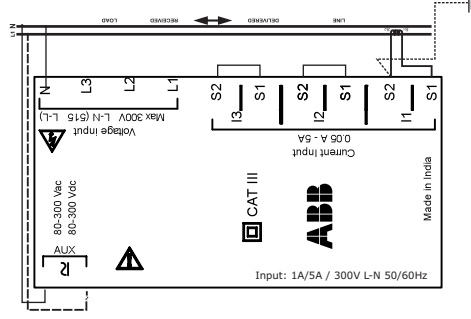 LOAD RECEIVED DELIVERED LINE
N
L1
N L3 L2 L1 S2 S1 S2 S1 S2 S1
I3 I2 I1
Max 300V L-N (515 L-L)
Voltage input
0.05 A - 5A
Current Input
80-300 Vac
80-300 Vdc
AUX
CAT III
ABB
Made in India
Input: 1A/5A / 300V L-N 50/60Hz